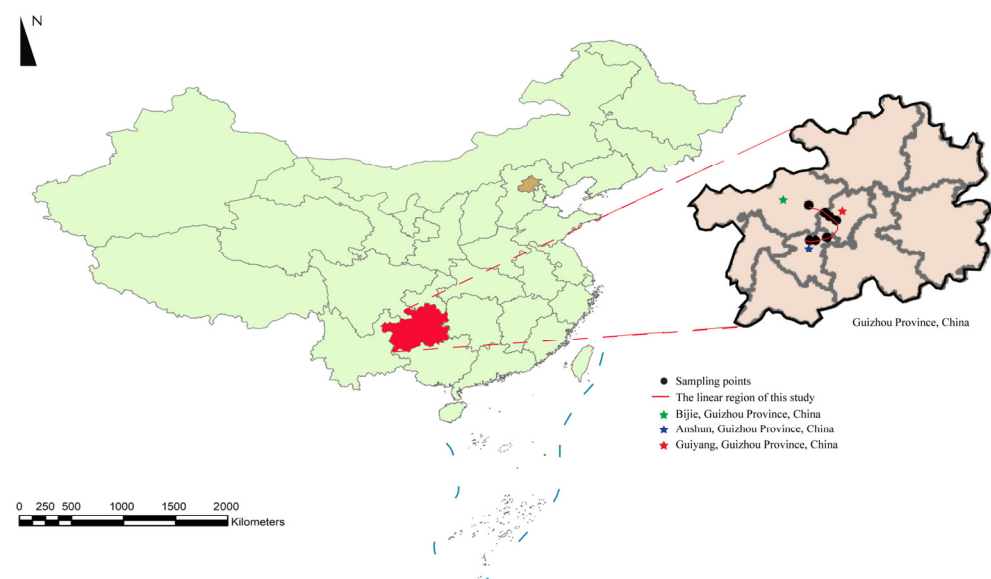 N
Guizhou Province, China
Sampling points
The linear region of this study
Bijie, Guizhou Province, China
Anshun, Guizhou Province, China
Guiyang, Guizhou Province, China
0 250 500 1000 1500 2000
Kilometers